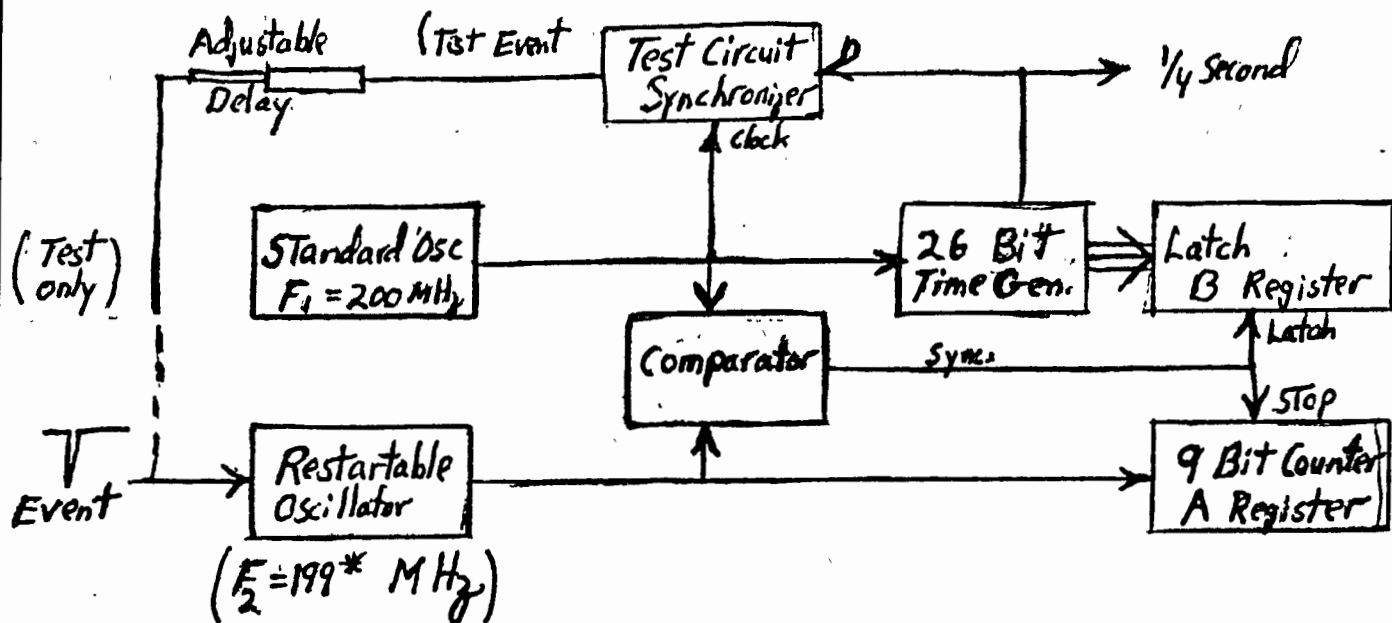 Adjustable
Delay
(Test Event
Test Circuit
Synchronizer
D
1/4 Second
Clock
(Test
only)
Standard Osc
F1 = 200 MHz
26 Bit
Time Gen.
Latch
B Register
Latch
Comparator
Sync.
Stop
Event
Restartable
Oscillator
(F2 = 199* MHz)
9 Bit Counter
A Register